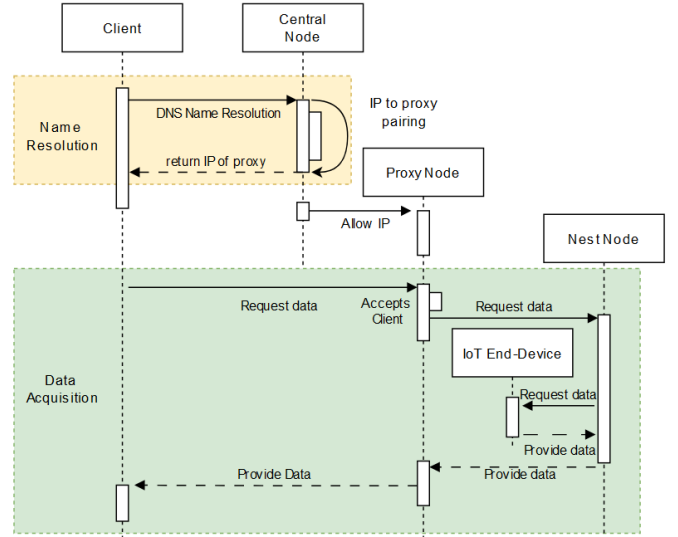 Client
Central
Node
DNS Name Resolution
IP to proxy
pairing
Name
Resolution
return IP of proxy
Proxy Node
Allow IP
Nest Node
Request data
Accepts
Client
Request data
IoT End-Device
Data
Acquisition
Request data
Provide data
Provide Data
Provide data